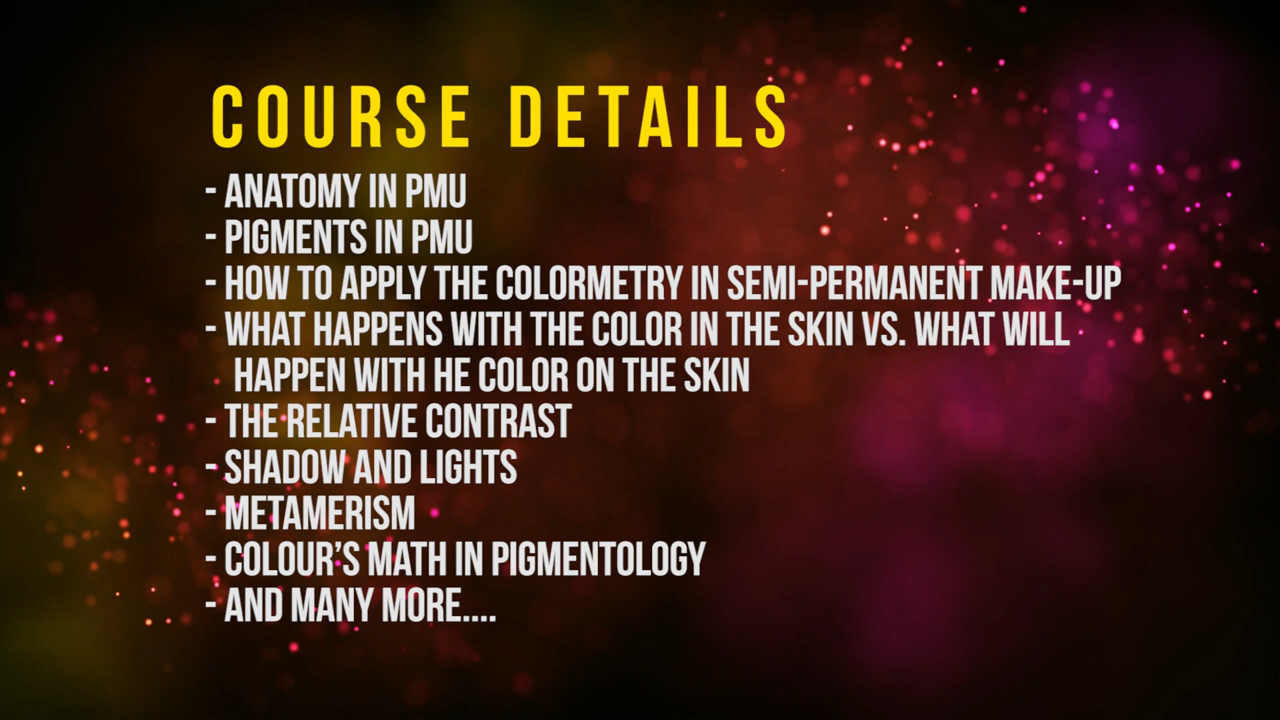 COURSE DETAILS
- ANATOMY IN PMU
- PIGMENTS IN PMU
- HOW TO APPLY THE COLORMETRY IN SEMI-PERMANENT MAKE-UP
- WHAT HAPPENS WITH THE COLOR IN THE SKIN VS. WHAT WILL
HAPPEN WITH HE COLOR ON THE SKIN
- THE RELATIVE CONTRAST
- SHADOW AND LIGHTS
- METAMERISM
- COLOUR'S MATH IN PIGMENTOLOGY
- AND MANY MORE....